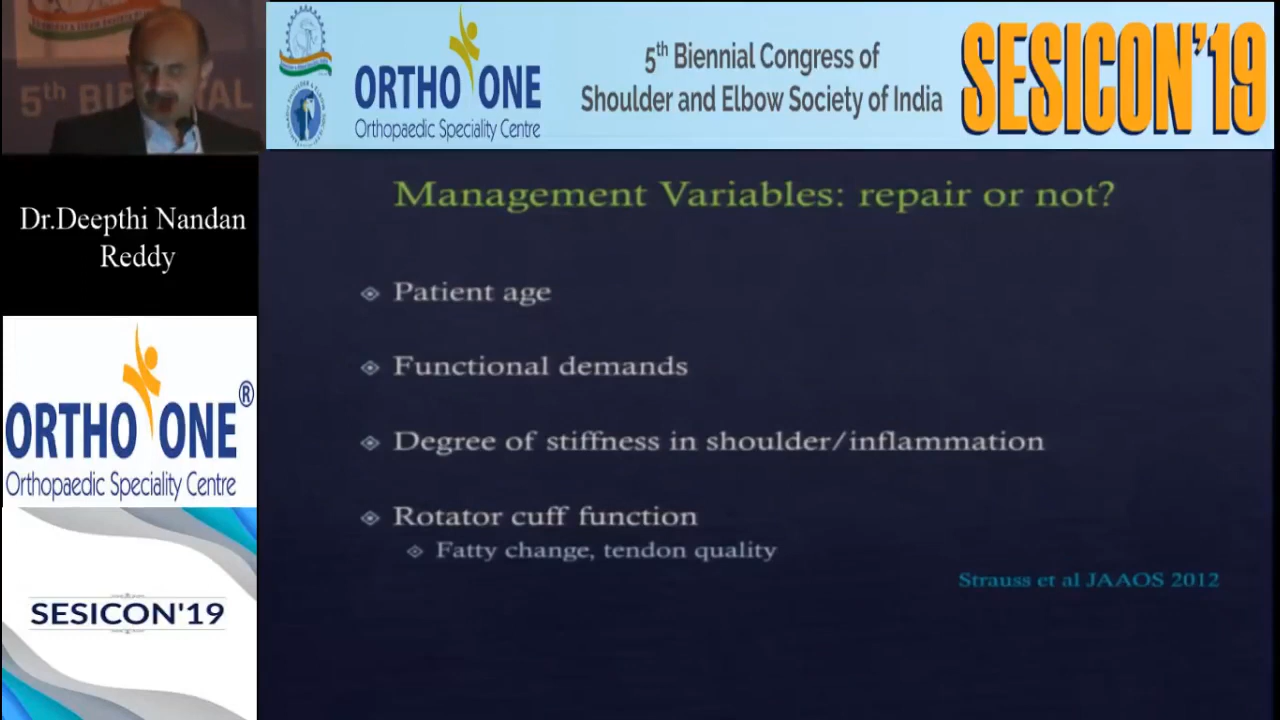 5th BIENNIAL
ORTHO ONE
Orthopaedic Speciality Centre
5th Biennial Congress of
Shoulder and Elbow Society of India
SESICON'19
Dr.Deepthi Nandan
Reddy
ORTHO ONE®
Orthopaedic Speciality Centre
SESICON'19
Management Variables: repair or not?
Patient age
Functional demands
Degree of stiffness in shoulder/inflammation
Rotator cuff function
Fatty change, tendon quality
Strauss et al JAAOS 2012